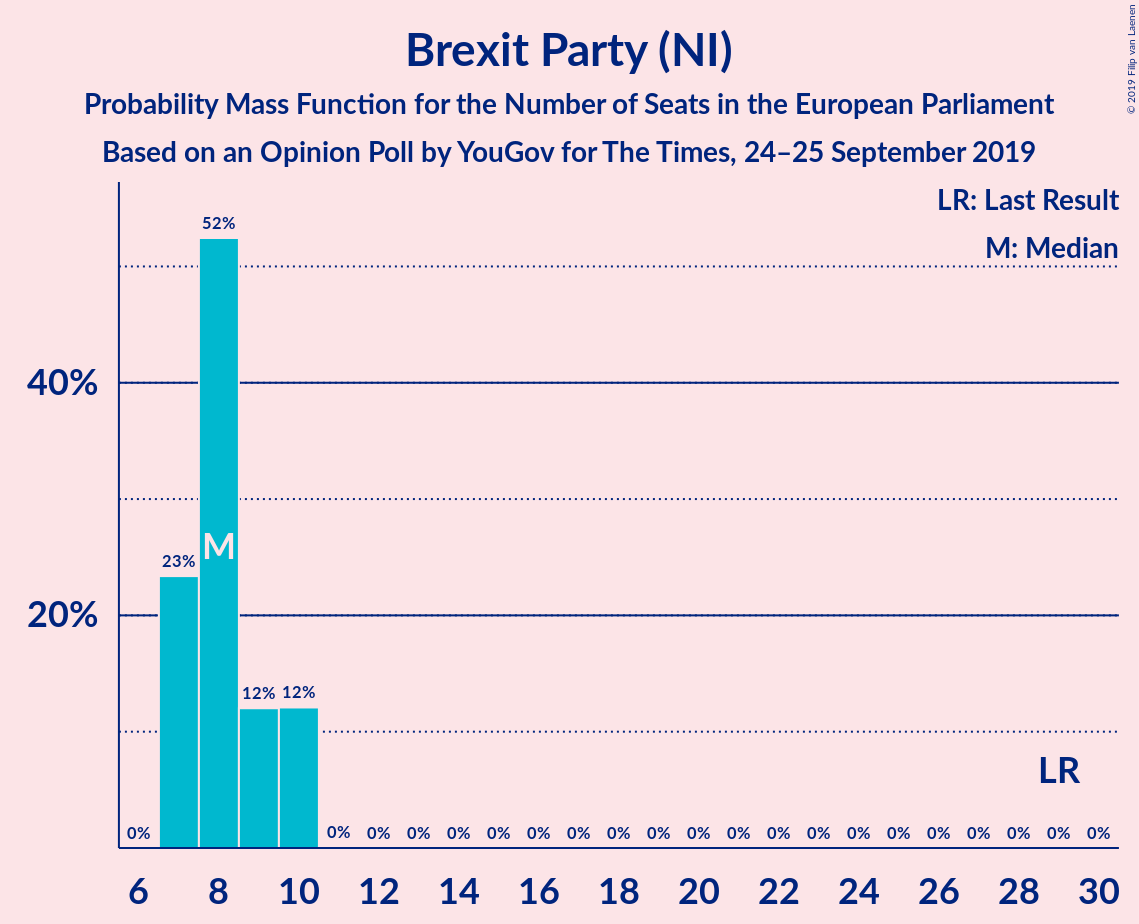 Brexit Party (NI)
Probability Mass Function for the Number of Seats in the European Parliament
Based on an Opinion Poll by YouGov for The Times, 24–25 September 2019
© 2019 Filip van Laenen
LR: Last Result
M: Median
52%
40%
M
23%
20%
12% 12%
LR
0% 0% 0% 0% 0% 0% 0% 0% 0% 0% 0% 0% 0% 0% 0% 0% 0% 0% 0% 0% 0%
6 8 10 12 14 16 18 20 22 24 26 28 30